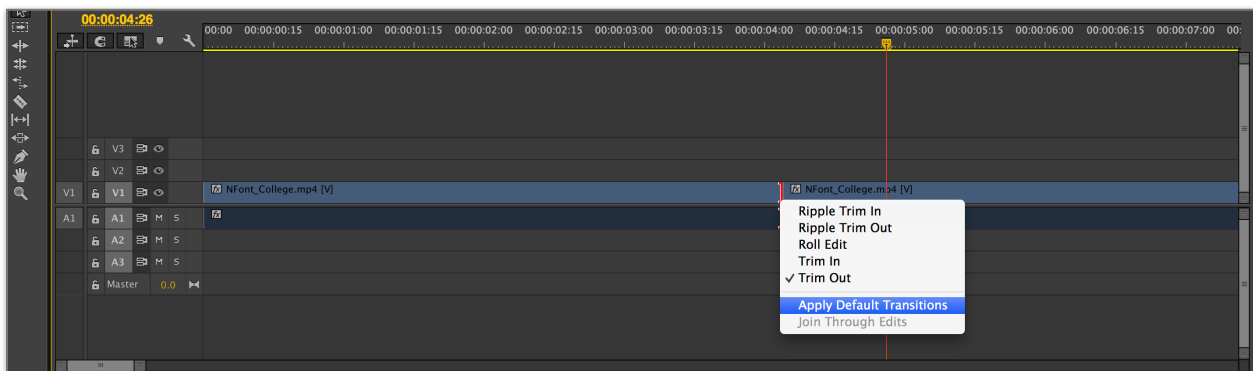 00:00:04:26
00:00 00:00:00:15 00:00:01:00 00:00:01:15 00:00:02:00 00:00:02:15 00:00:03:00 00:00:03:15 00:00:04:00 00:00:04:15 00:00:05:00 00:00:05:15 00:00:06:00 00:00:06:15 00:00:07:00 00:
V3
V2
V1 V1 fx NFont_College.mp4 [V] fx NFont_College.mp4 [V]
A1 A1 M S fx
A2 M S
A3 M S
Master 0.0
Ripple Trim In
Ripple Trim Out
Roll Edit
Trim In
✓ Trim Out
Apply Default Transitions
Join Through Edits